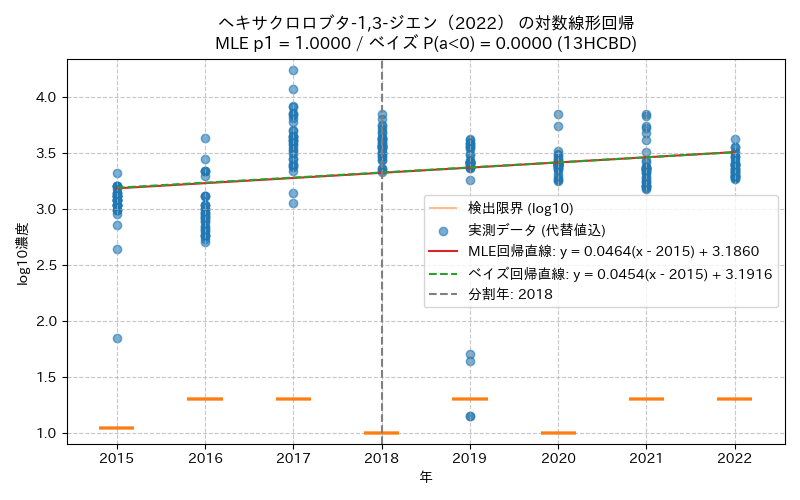 ヘキサクロロブタ-1,3-ジエン（2022） の対数線形回帰
MLE p1 = 1.0000 / ベイズ P(a<0) = 0.0000 (13HCBD)
log10濃度
4.0
3.5
3.0
2.5
2.0
1.5
1.0
検出限界 (log10)
実測データ (代替値込)
MLE回帰直線: y = 0.0464(x - 2015) + 3.1860
ベイズ回帰直線: y = 0.0454(x - 2015) + 3.1916
分割年: 2018
2015 2016 2017 2018 2019 2020 2021 2022
年